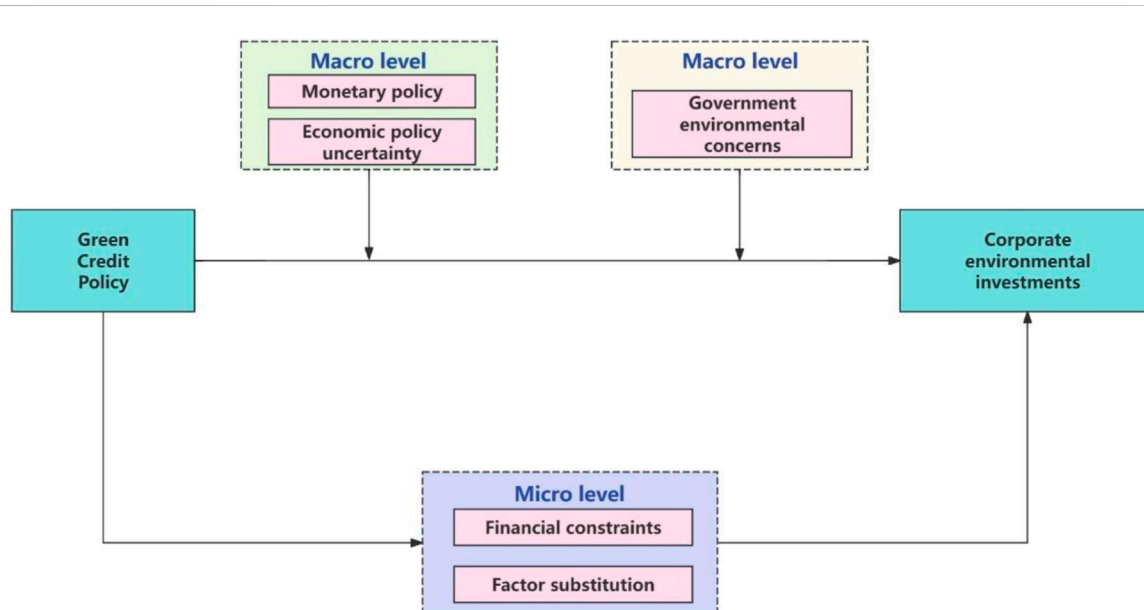 Macro level
Monetary policy
Economic policy
uncertainty
Macro level
Government
environmental
concerns
Green
Credit
Policy
Corporate
environmental
investments
Micro level
Financial constraints
Factor substitution